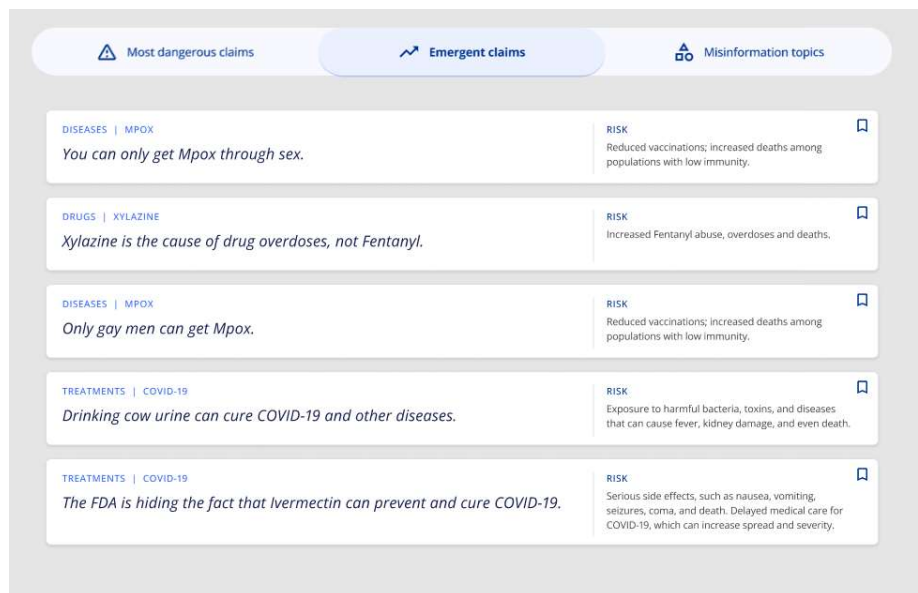 Most dangerous claims
Emergent claims
Misinformation topics
DISEASES | MPOX
You can only get Mpox through sex.
RISK
Reduced vaccinations; increased deaths among
populations with low immunity.
DRUGS | XYLAZINE
Xylazine is the cause of drug overdoses, not Fentanyl.
RISK
Increased Fentanyl abuse, overdoses and deaths.
DISEASES | MPOX
Only gay men can get Mpox.
RISK
Reduced vaccinations; increased deaths among
populations with low immunity.
TREATMENTS | COVID-19
Drinking cow urine can cure COVID-19 and other diseases.
RISK
Exposure to harmful bacteria, toxins, and diseases
that can cause fever, kidney damage, and even death.
TREATMENTS | COVID-19
The FDA is hiding the fact that Ivermectin can prevent and cure COVID-19.
RISK
Serious side effects, such as nausea, vomiting,
seizures, coma, and death. Delayed medical care for
COVID-19, which can increase spread and severity.